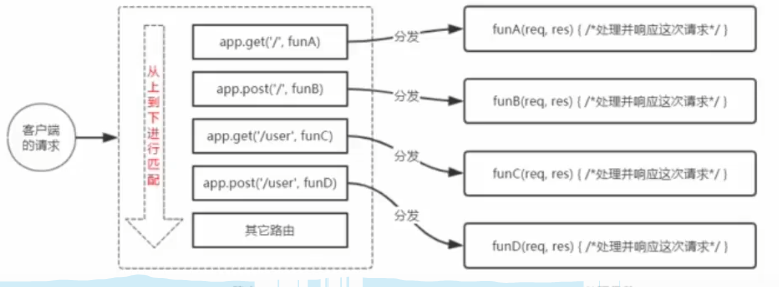 客户端
的请求
从上到下进行匹配
app.get('/', funA)
app.post('/', funB)
app.get('/user', funC)
app.post('/user', funD)
其它路由
分发
分发
分发
分发
funA(req, res) { /*处理并响应这次请求*/ }
funB(req, res) { /*处理并响应这次请求*/ }
funC(req, res) { /*处理并响应这次请求*/ }
funD(req, res) { /*处理并响应这次请求*/ }